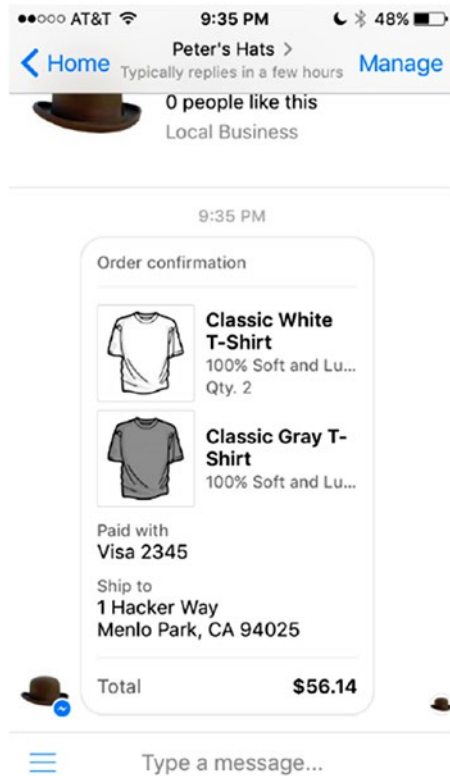 AT&T 9:35 PM 48%
Home Peter's Hats > Manage
Typically replies in a few hours
0 people like this
Local Business
9:35 PM
Order confirmation
Classic White
T-Shirt
100% Soft and Lu...
Qty. 2
Classic Gray T-
Shirt
100% Soft and Lu...
Paid with
Visa 2345
Ship to
1 Hacker Way
Menlo Park, CA 94025
Total $56.14
Type a message...